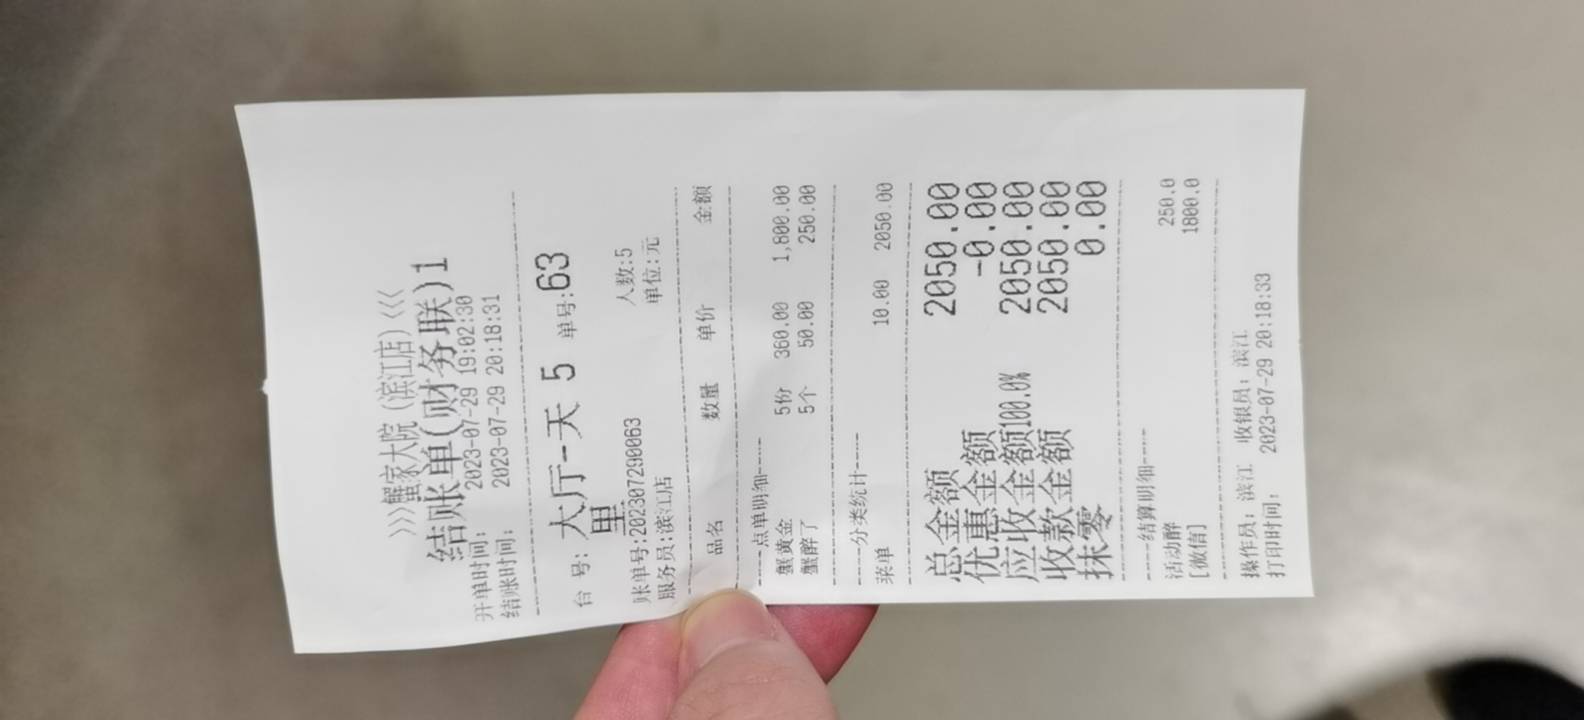 >>>蟹家大院(滨江店)<<<
结账单(财务联)1
开单时间: 2023-07-29 19:02:30
结账时间: 2023-07-29 20:18:31
台 号: 大厅--天 5 单号:63
里
人数:5
账单号:202307290063
单位:元
服务员:滨江店
品名 数量 单价 金额
----点单明细----
蟹黄金 5份 360.00 1,800.00
蟹醉了 5个 50.00 250.00
----分类统计----
菜单 10.00 2050.00
总金额 2050.00
优惠金额 -0.00
应收金额100.0% 2050.00
收款金额 2050.00
抹零 0.00
----结算明细----
活动醉 250.0
[微信] 1800.0
操作员: 滨江 收银员: 滨江
打印时间: 2023-07-29 20:18:33